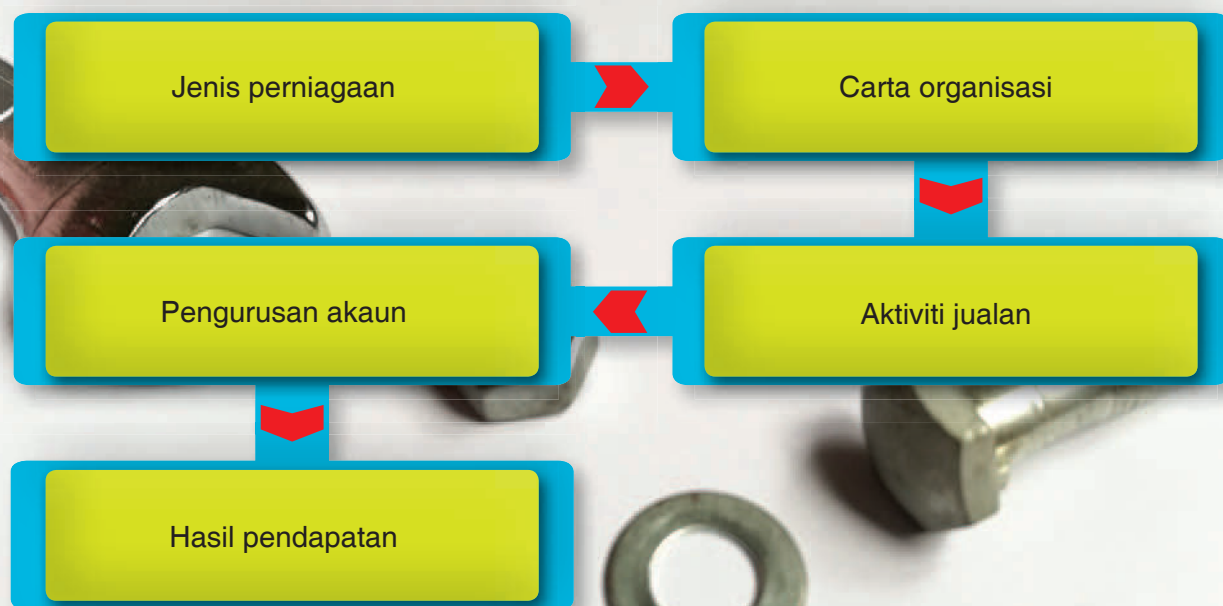 Jenis perniagaan
Carta organisasi
Aktiviti jualan
Pengurusan akaun
Hasil pendapatan